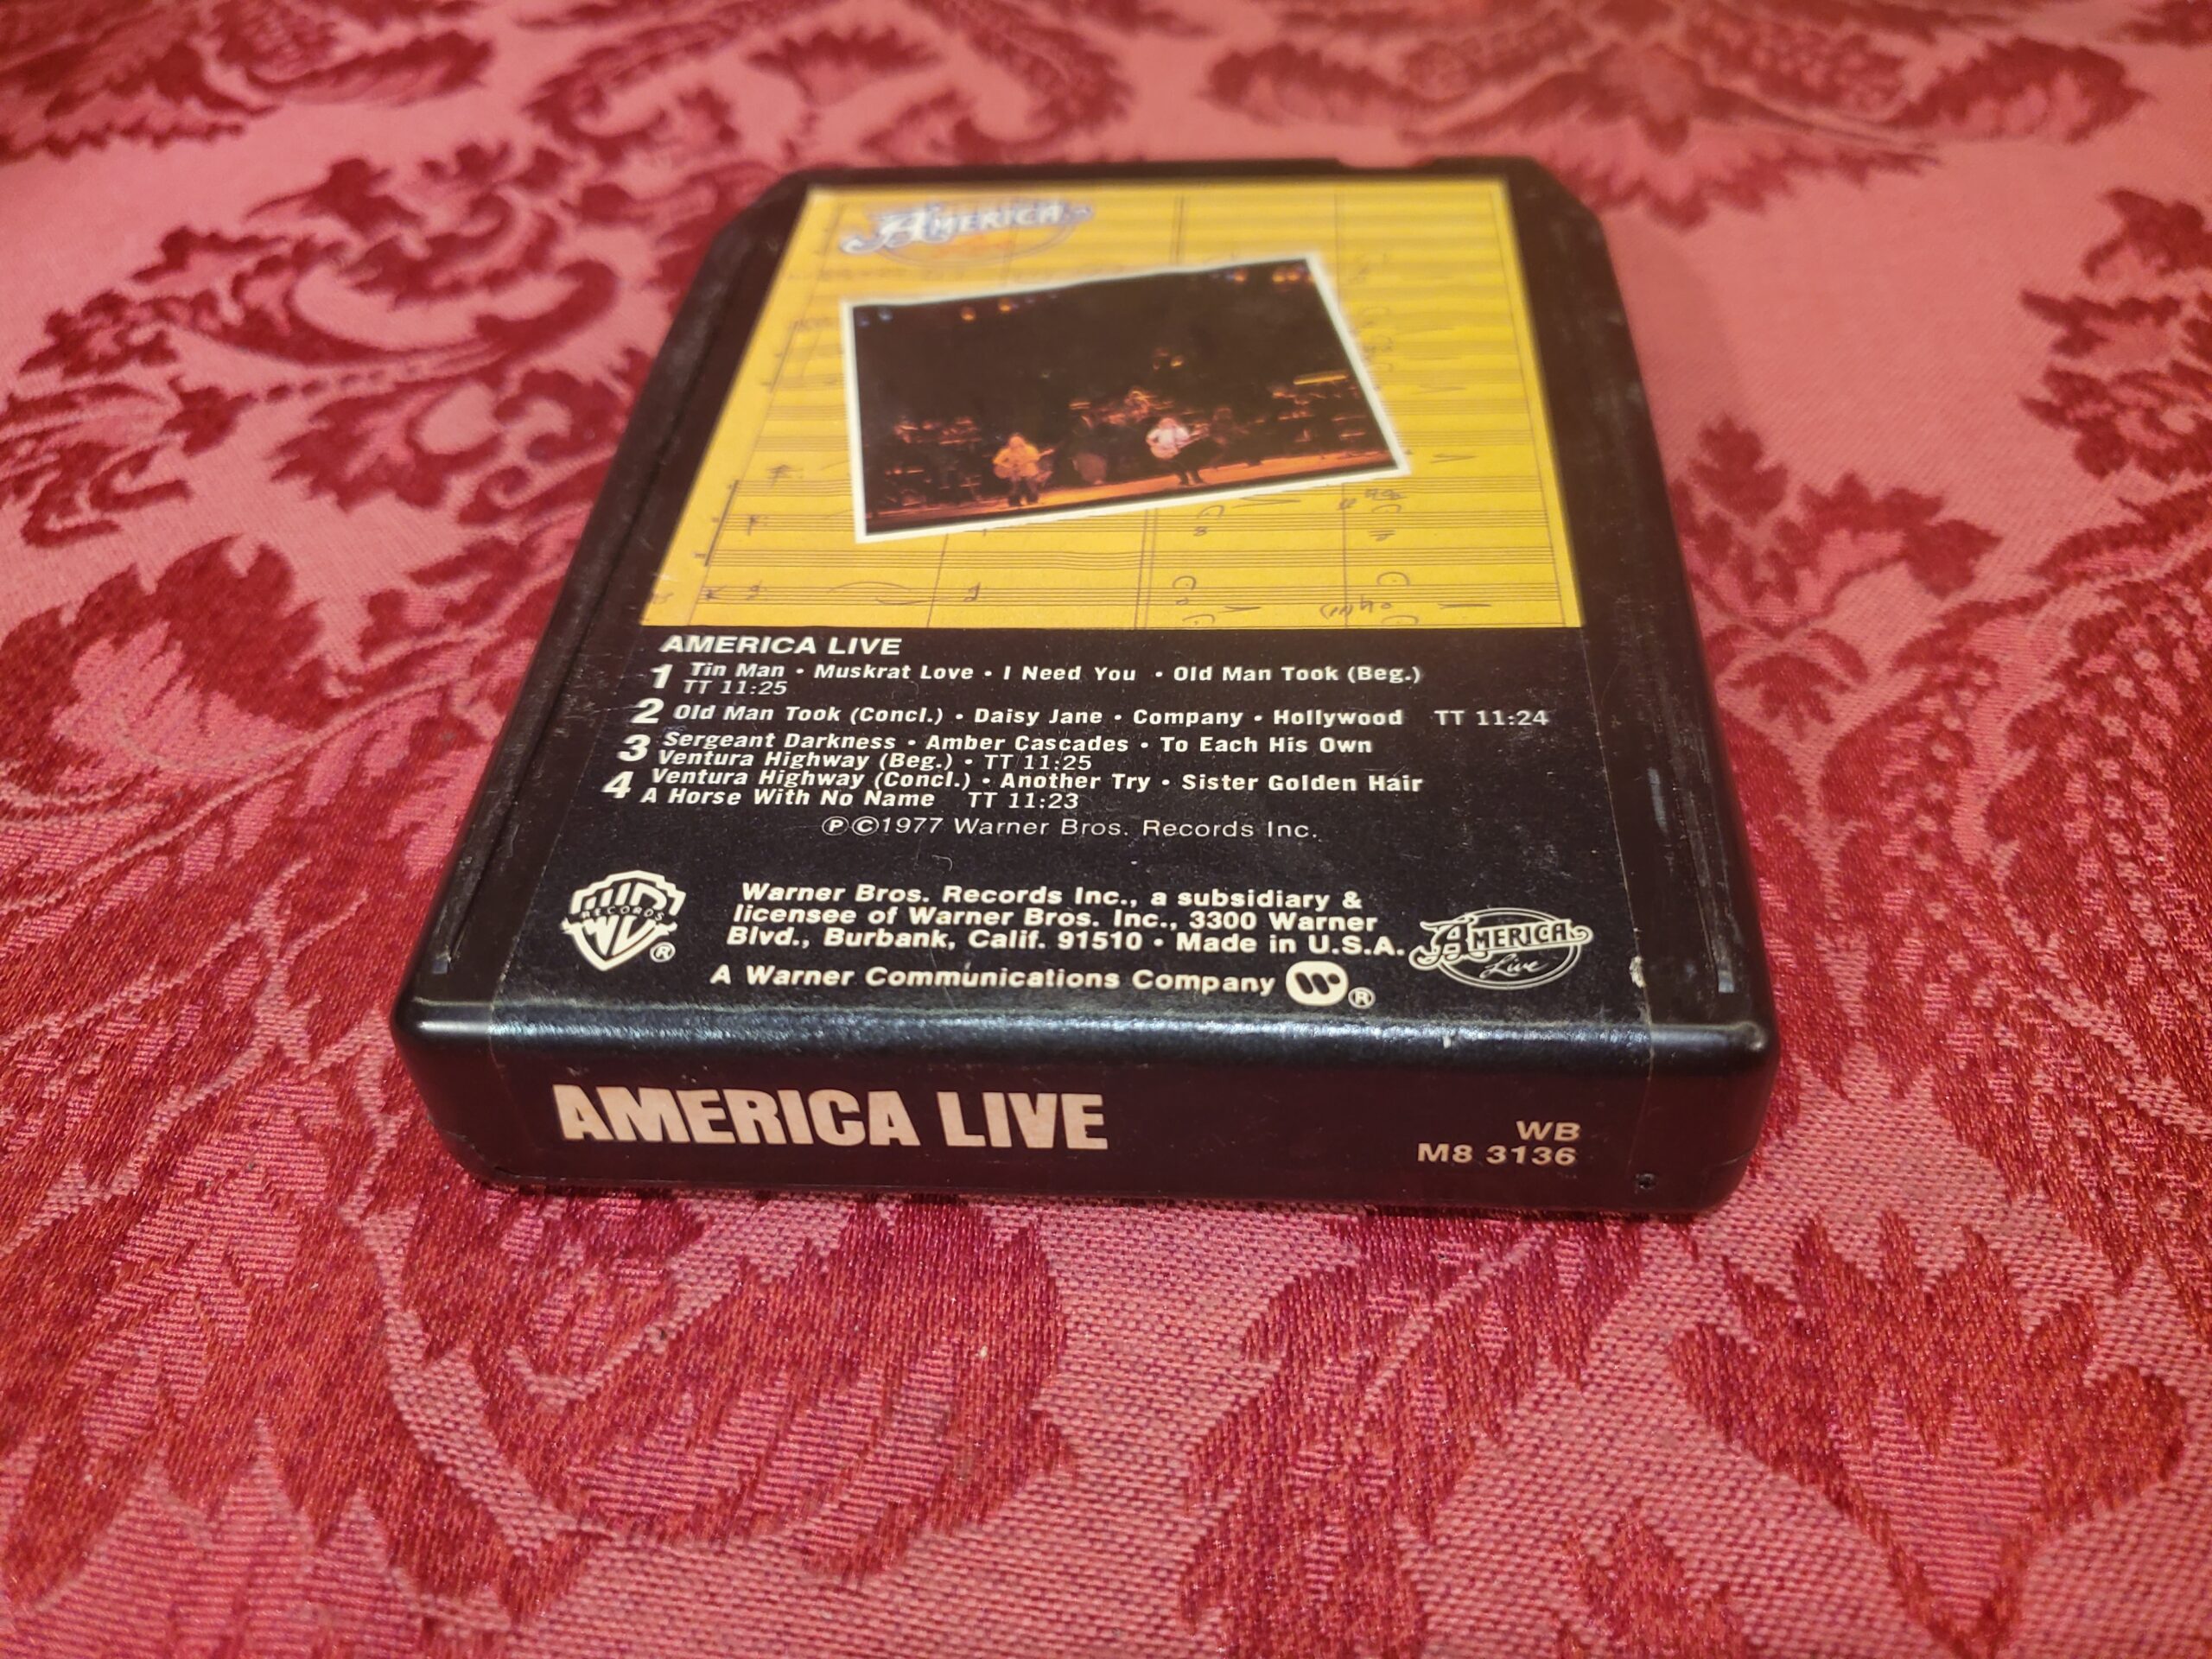 AMERICA
Live
AMERICA LIVE
1 Tin Man • Muskrat Love • I Need You • Old Man Took (Beg.)
TT 11:25
2 Old Man Took (Concl.) • Daisy Jane • Company • Hollywood TT 11:24
3 Sergeant Darkness • Amber Cascades • To Each His Own
Ventura Highway (Beg.) • TT 11:25
4 Ventura Highway (Concl.) • Another Try • Sister Golden Hair
A Horse With No Name TT 11:23
℗©1977 Warner Bros. Records Inc.
RECORDS
®
Warner Bros. Records Inc., a subsidiary &
licensee of Warner Bros. Inc., 3300 Warner
Blvd., Burbank, Calif. 91510 • Made in U.S.A.
A Warner Communications Company ®
AMERICA
Live
AMERICA LIVE
WB
M8 3136